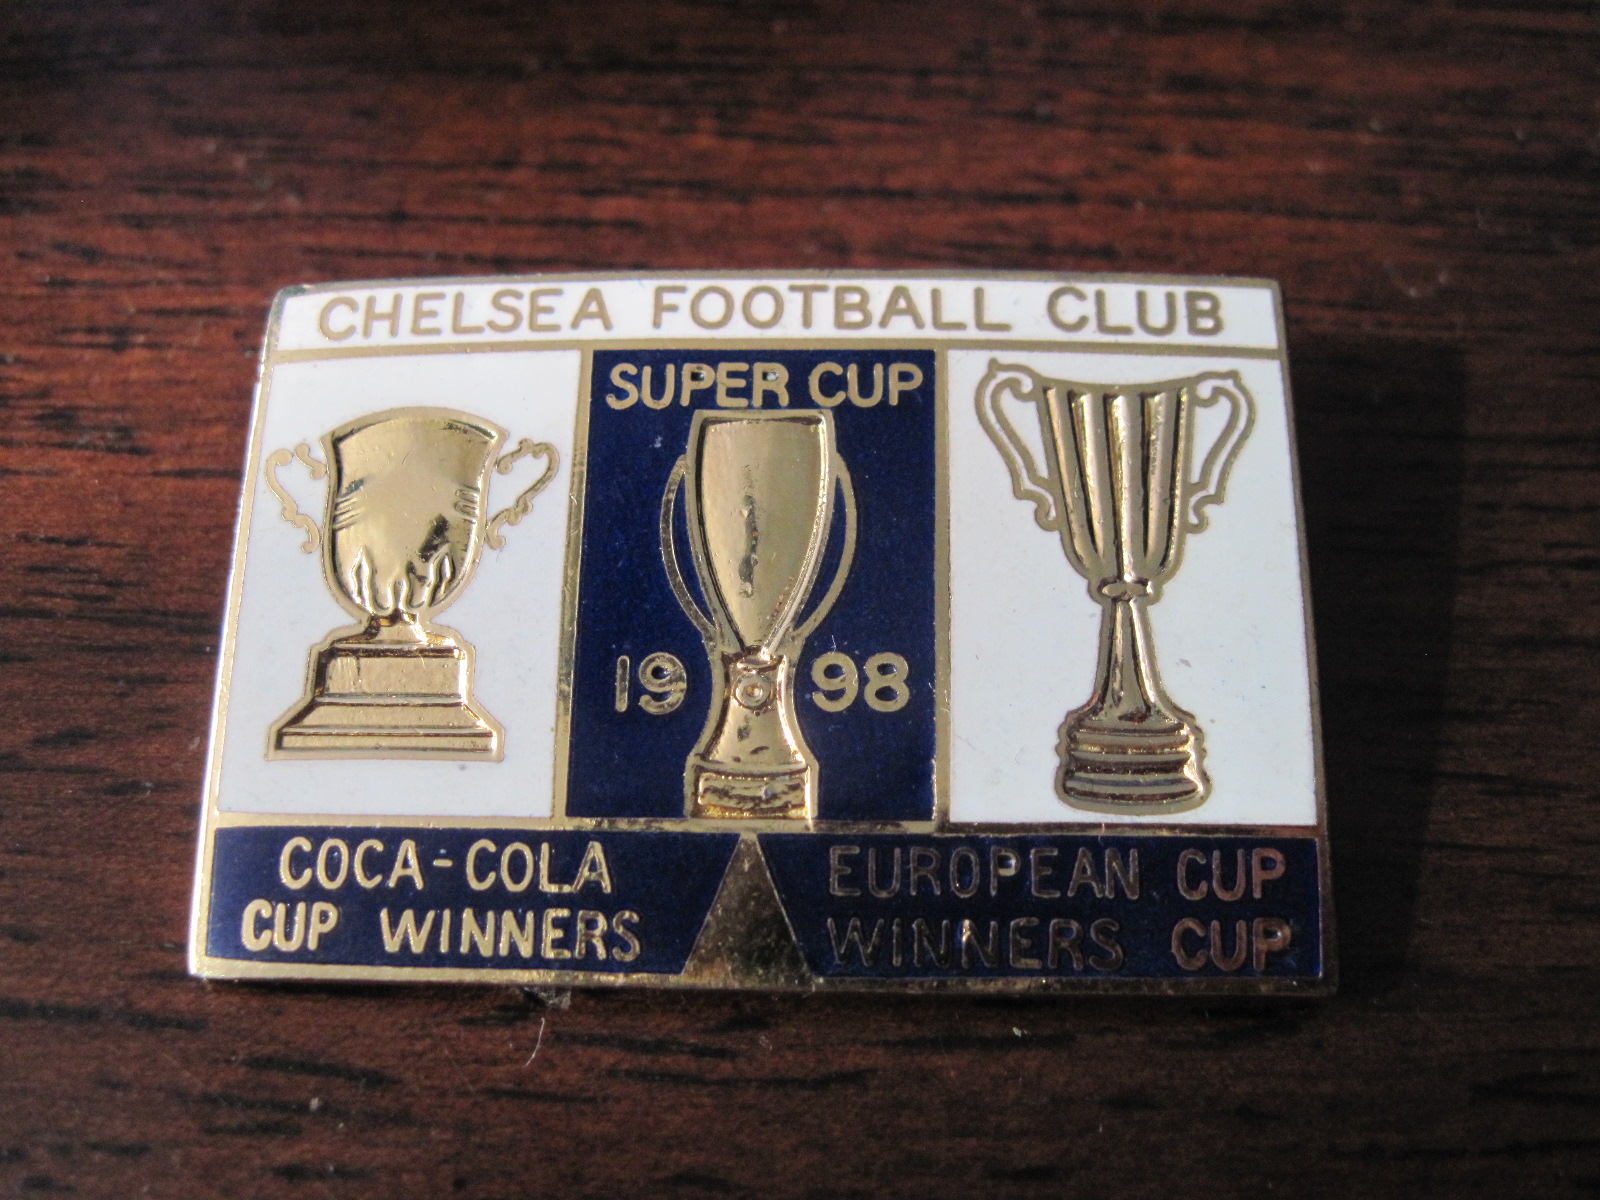 CHELSEA FOOTBALL CLUB
SUPER CUP
19 98
COCA-COLA
CUP WINNERS
EUROPEAN CUP
WINNERS CUP